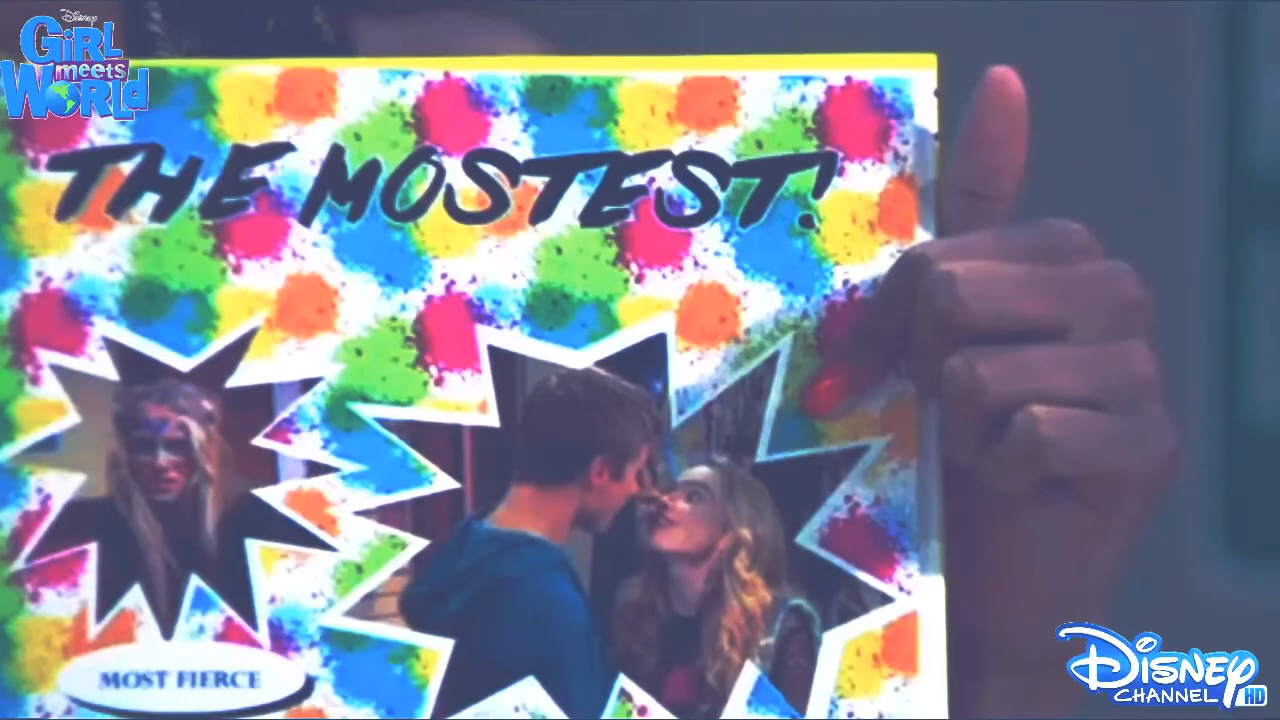 Disney
GIRL
meets
WORLd
THE MOSTEST!
MOST FIERCE
DISNEY
CHANNEL HD